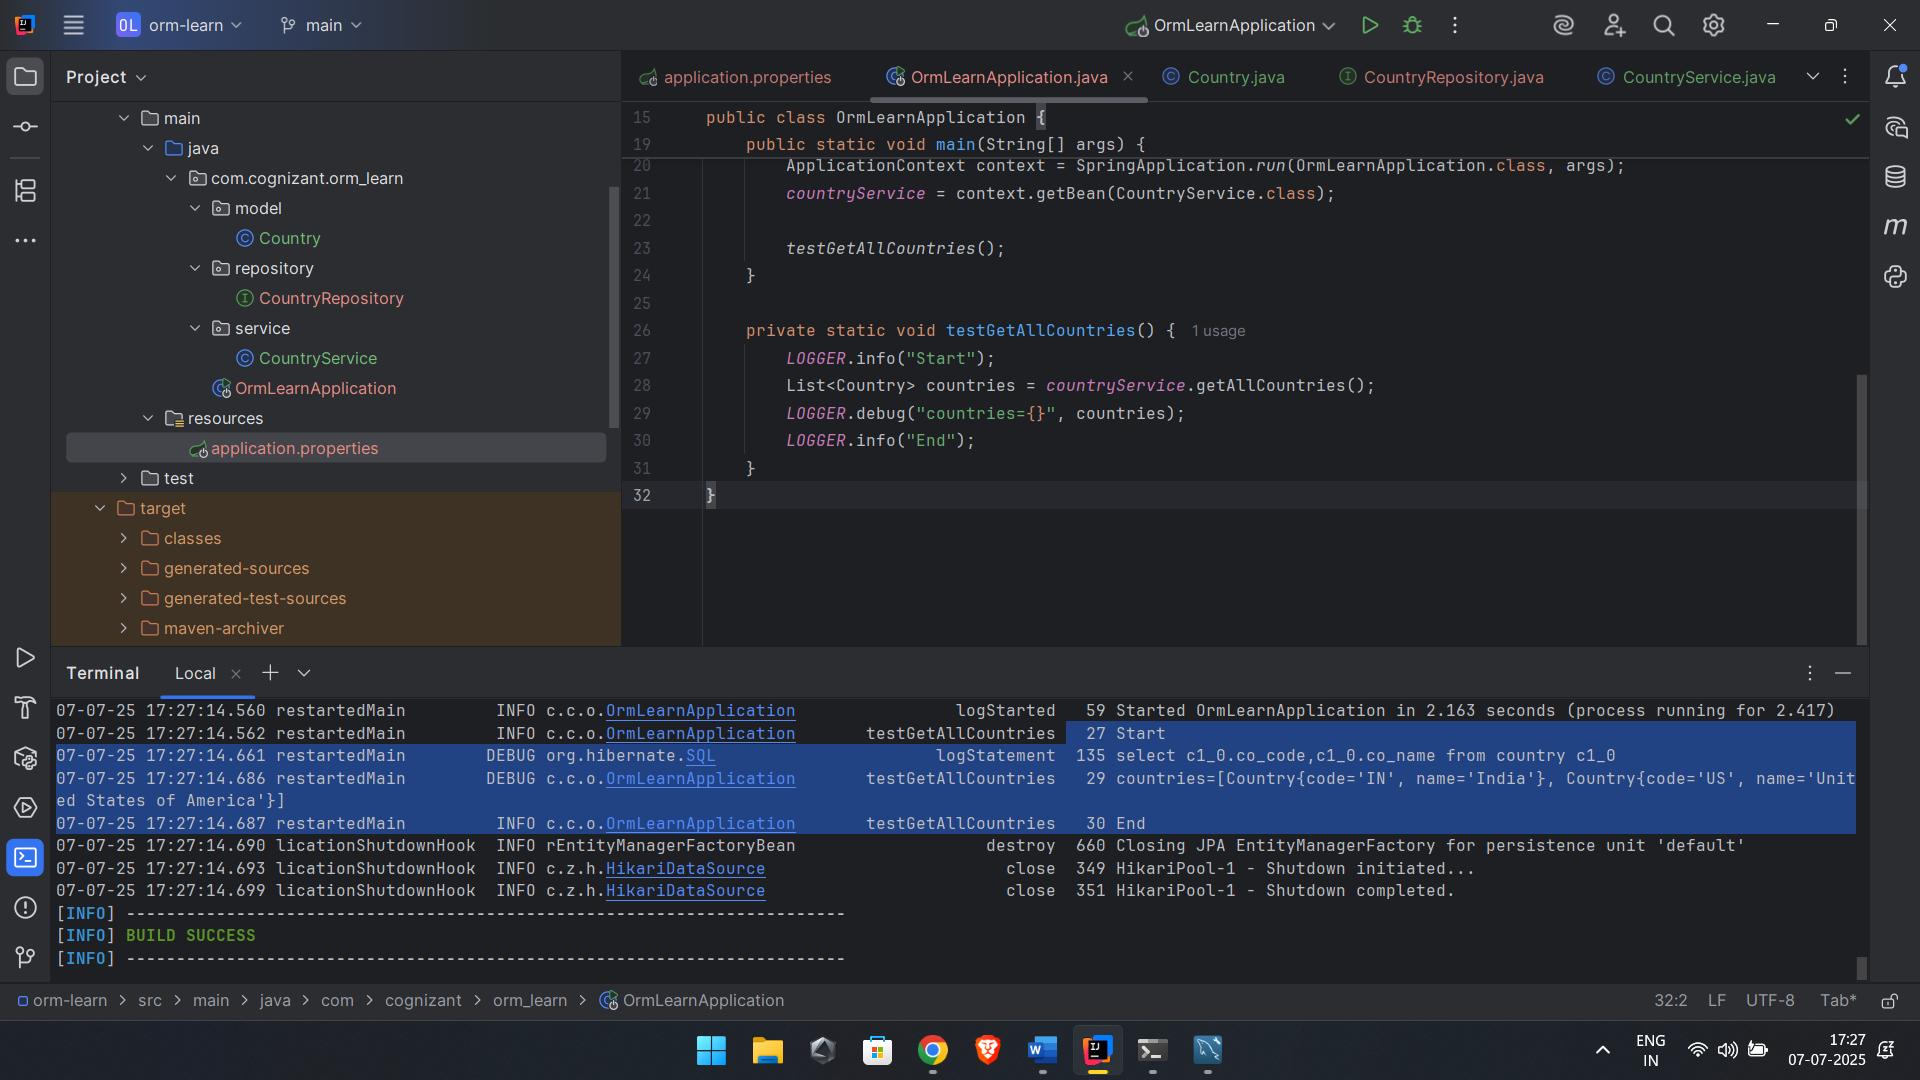 OL orm-learn main OrmLearnApplication
Project
application.properties OrmLearnApplication.java Country.java CountryRepository.java CountryService.java
main
java
com.cognizant.orm_learn
model
Country
repository
CountryRepository
service
CountryService
OrmLearnApplication
resources
application.properties
test
target
classes
generated-sources
generated-test-sources
maven-archiver
15 public class OrmLearnApplication {
19 public static void main(String[] args) {
20 ApplicationContext context = SpringApplication.run(OrmLearnApplication.class, args);
21 countryService = context.getBean(CountryService.class);
22
23 testGetAllCountries();
24 }
25
26 private static void testGetAllCountries() { 1 usage
27 LOGGER.info("Start");
28 List<Country> countries = countryService.getAllCountries();
29 LOGGER.debug("countries={}", countries);
30 LOGGER.info("End");
31 }
32 }
Terminal Local
07-07-25 17:27:14.560 restartedMain INFO c.c.o.OrmLearnApplication logStarted 59 Started OrmLearnApplication in 2.163 seconds (process running for 2.417)
07-07-25 17:27:14.562 restartedMain INFO c.c.o.OrmLearnApplication testGetAllCountries 27 Start
07-07-25 17:27:14.661 restartedMain DEBUG org.hibernate.SQL logStatement 135 select c1_0.co_code,c1_0.co_name from country c1_0
07-07-25 17:27:14.686 restartedMain DEBUG c.c.o.OrmLearnApplication testGetAllCountries 29 countries=[Country{code='IN', name='India'}, Country{code='US', name='Unit
ed States of America'}]
07-07-25 17:27:14.687 restartedMain INFO c.c.o.OrmLearnApplication testGetAllCountries 30 End
07-07-25 17:27:14.690 licationShutdownHook INFO rEntityManagerFactoryBean destroy 660 Closing JPA EntityManagerFactory for persistence unit 'default'
07-07-25 17:27:14.693 licationShutdownHook INFO c.z.h.HikariDataSource close 349 HikariPool-1 - Shutdown initiated...
07-07-25 17:27:14.699 licationShutdownHook INFO c.z.h.HikariDataSource close 351 HikariPool-1 - Shutdown completed.
[INFO] ------------------------------------------------------------------------
[INFO] BUILD SUCCESS
[INFO] ------------------------------------------------------------------------
orm-learn > src > main > java > com > cognizant > orm_learn > OrmLearnApplication 32:2 LF UTF-8 Tab*
ENG
IN
17:27
07-07-2025